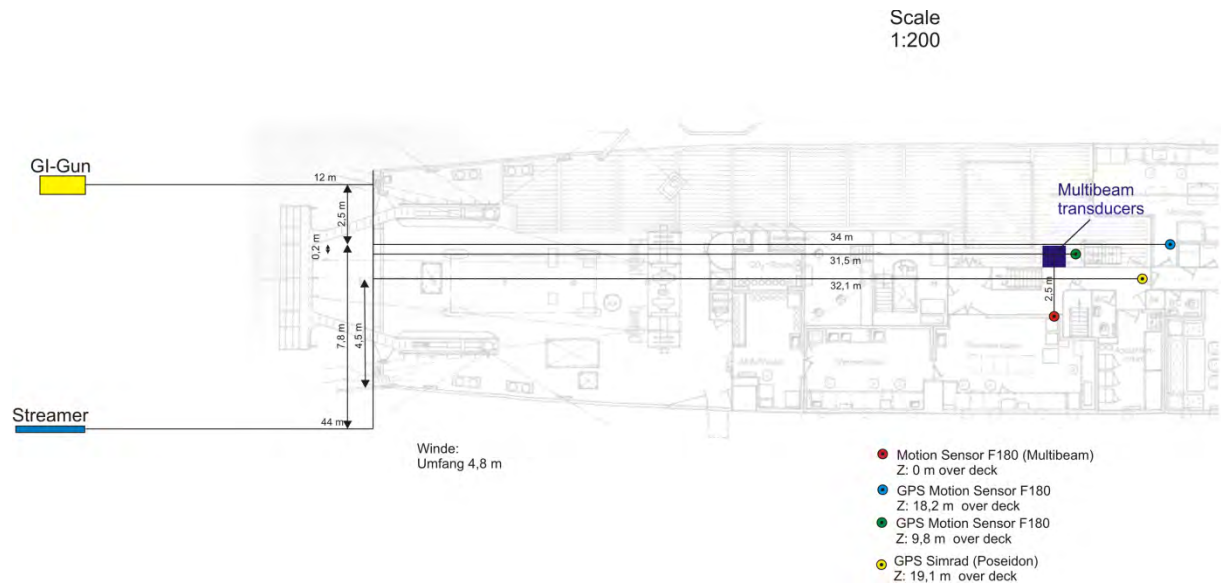 Scale
1:200
GI-Gun
12 m
2,5 m
Multibeam
transducers
34 m
0,2 m
31,5 m
32,1 m
2,5 m
7,8 m
4,5 m
Streamer
44 m
Winde:
Umfang 4,8 m
Motion Sensor F180 (Multibeam)
Z: 0 m over deck
GPS Motion Sensor F180
Z: 18,2 m over deck
GPS Motion Sensor F180
Z: 9,8 m over deck
GPS Simrad (Poseidon)
Z: 19,1 m over deck